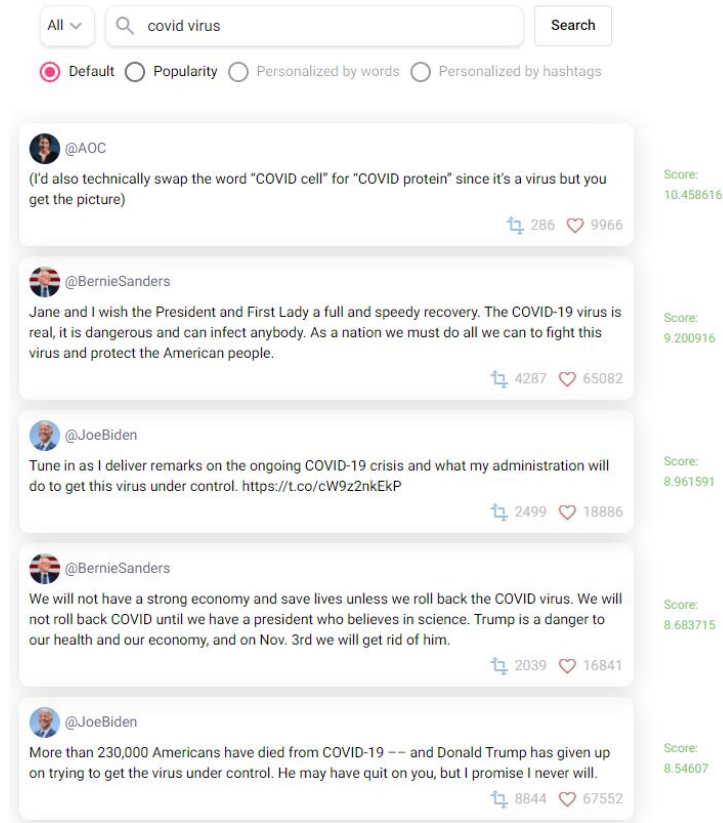 All
covid virus
Search
Default
Popularity
Personalized by words
Personalized by hashtags
@AOC
(I'd also technically swap the word “COVID cell” for “COVID protein” since it's a virus but you
get the picture)
286 9966
Score:
10.458616
@BernieSanders
Jane and I wish the President and First Lady a full and speedy recovery. The COVID-19 virus is
real, it is dangerous and can infect anybody. As a nation we must do all we can to fight this
virus and protect the American people.
4287 65082
Score:
9.200916
@JoeBiden
Tune in as I deliver remarks on the ongoing COVID-19 crisis and what my administration will
do to get this virus under control. https://t.co/cW9z2nkEkP
2499 18886
Score:
8.961591
@BernieSanders
We will not have a strong economy and save lives unless we roll back the COVID virus. We will
not roll back COVID until we have a president who believes in science. Trump is a danger to
our health and our economy, and on Nov. 3rd we will get rid of him.
2039 16841
Score:
8.683715
@JoeBiden
More than 230,000 Americans have died from COVID-19 –– and Donald Trump has given up
on trying to get the virus under control. He may have quit on you, but I promise I never will.
8844 67552
Score:
8.54607